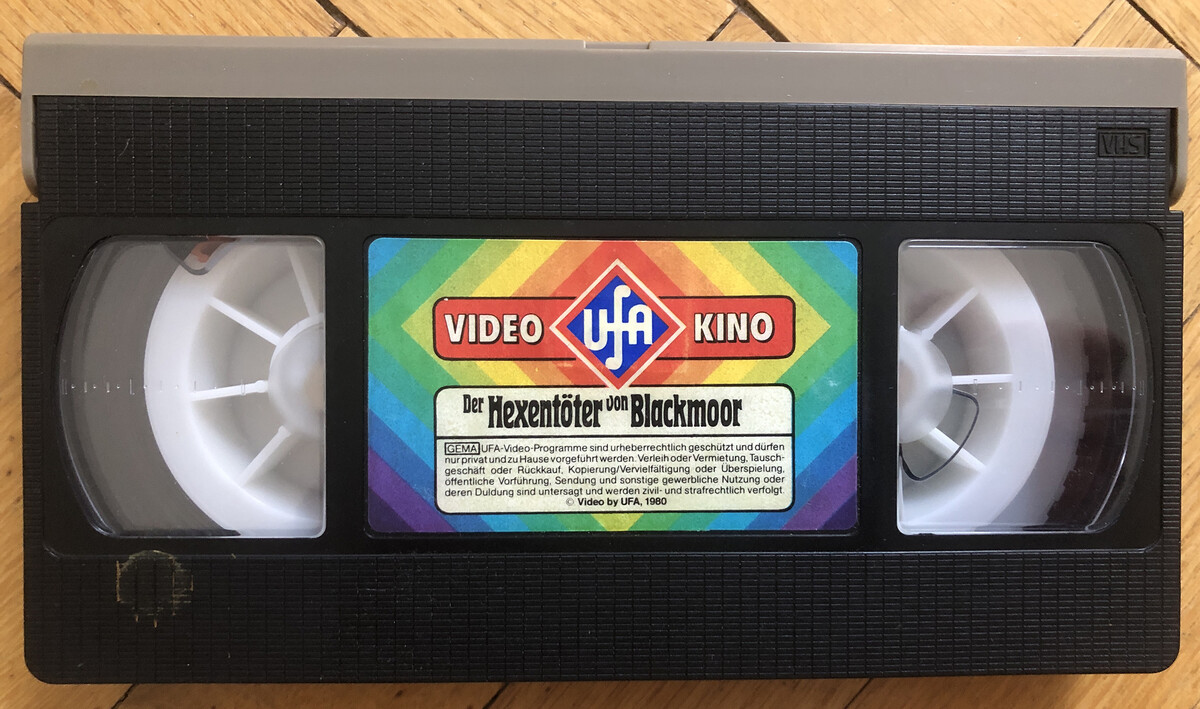 VHS
VIDEO UFA KINO
Der Hexentöter von Blackmoor
GEMA UFA-Video-Programme sind urheberrechtlich geschützt und dürfen
nur privat und zu Hause vorgeführt werden. Verleih oder Vermietung, Tausch-
geschäft oder Rückkauf, Kopierung/Vervielfältigung oder Überspielung,
öffentliche Vorführung, Sendung und sonstige gewerbliche Nutzung oder
deren Duldung sind untersagt und werden zivil- und strafrechtlich verfolgt.
© Video by UFA, 1980